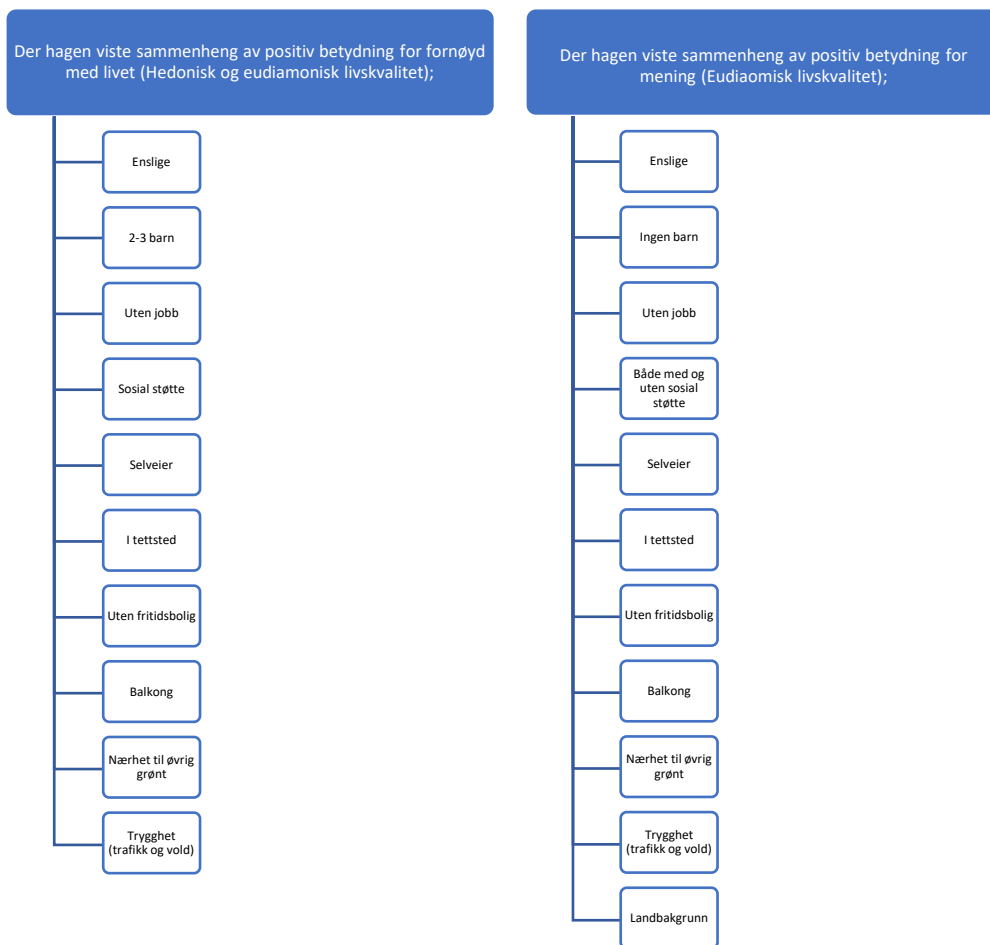 Der hagen viste sammenheng av positiv betydning for fornøyd
med livet (Hedonisk og eudiamonisk livskvalitet);
Enslige
2-3 barn
Uten jobb
Sosial støtte
Selveier
I tettsted
Uten fritidsbolig
Balkong
Nærhet til øvrig
grønt
Trygghet
(trafikk og vold)
Der hagen viste sammenheng av positiv betydning for
mening (Eudiaomisk livskvalitet);
Enslige
Ingen barn
Uten jobb
Både med og
uten sosial
støtte
Selveier
I tettsted
Uten fritidsbolig
Balkong
Nærhet til øvrig
grønt
Trygghet
(trafikk og vold)
Landbakgrunn